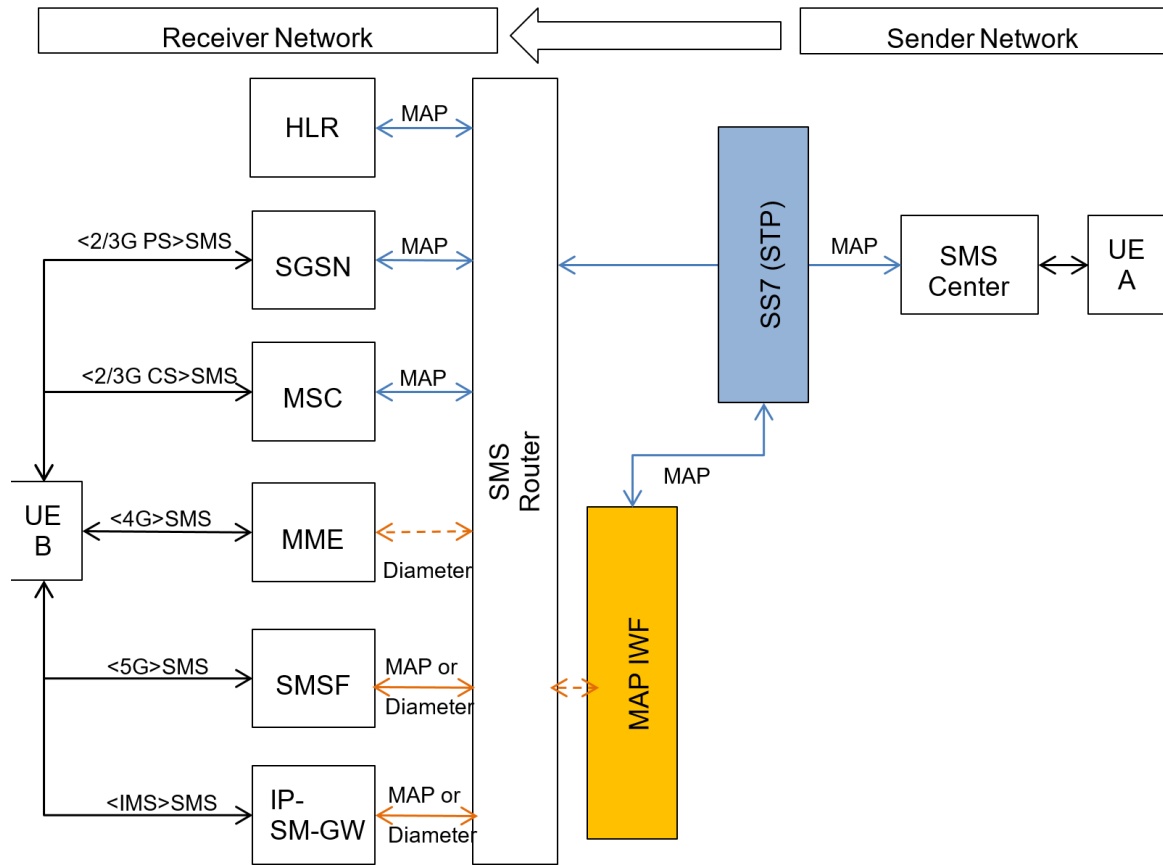 Receiver Network
Sender Network
HLR
MAP
<2/3G PS>SMS
SGSN
MAP
SS7 (STP)
MAP
SMS
Center
UE
A
<2/3G CS>SMS
MSC
MAP
SMS
Router
MAP
UE
B
<4G>SMS
MME
Diameter
<5G>SMS
SMSF
MAP or
Diameter
MAP IWF
<IMS>SMS
IP-
SM-GW
MAP or
Diameter